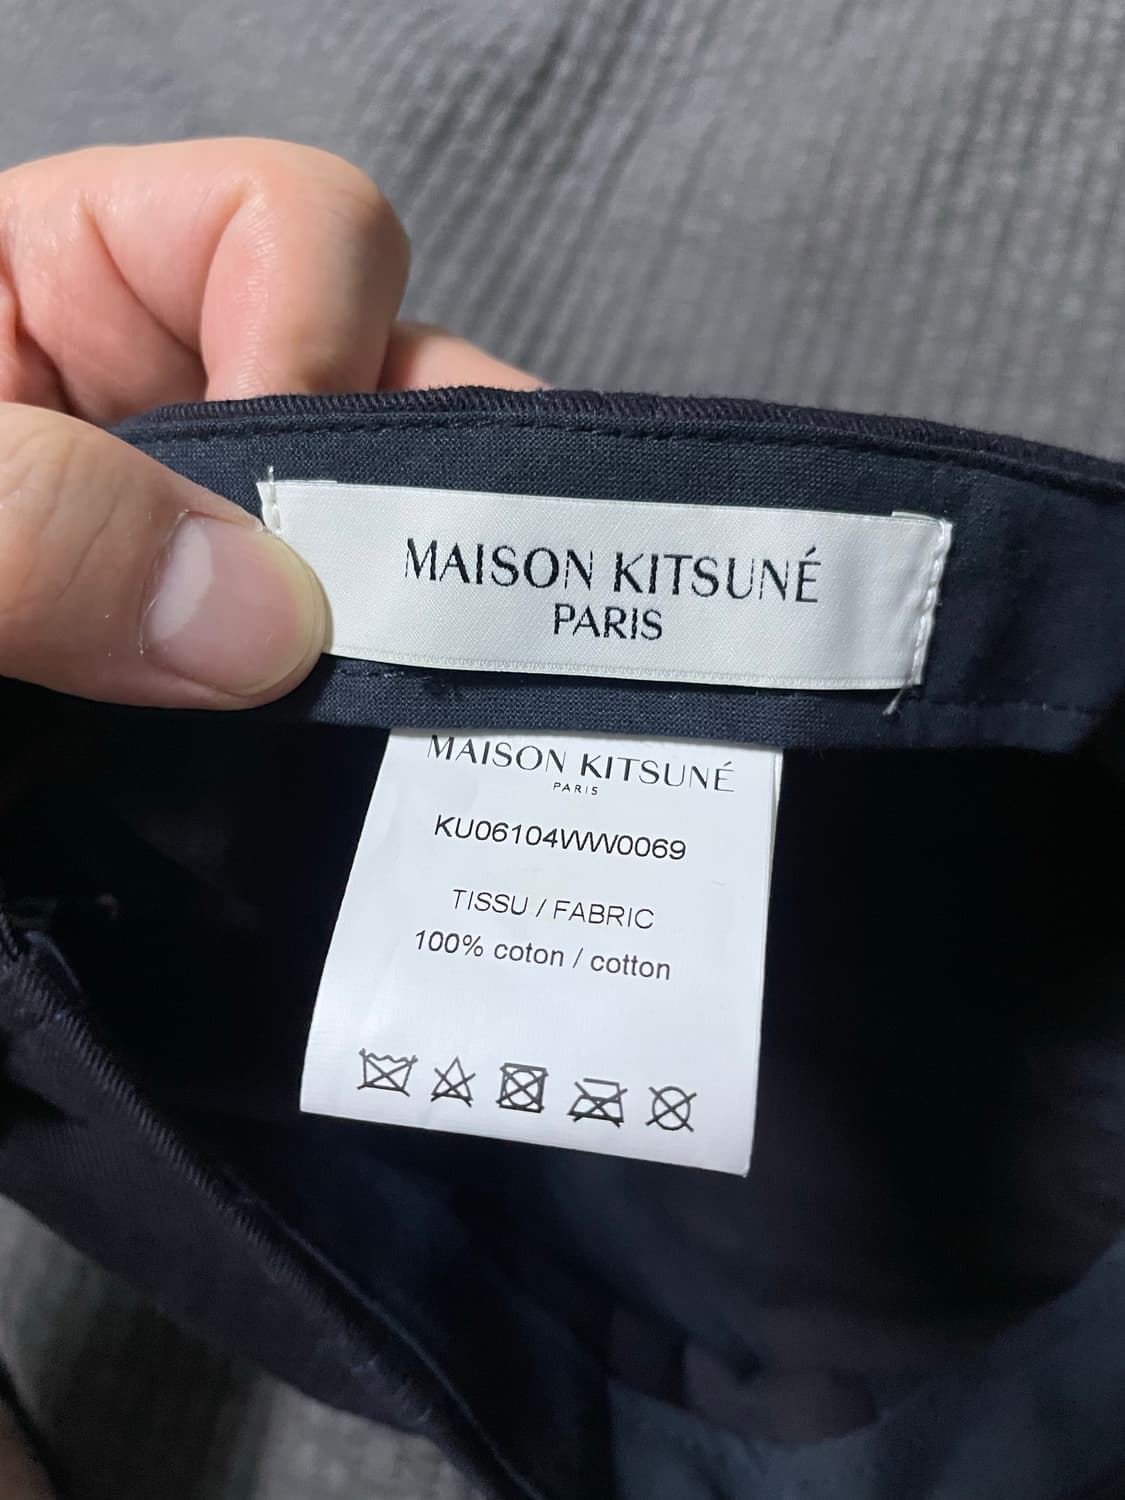 MAISON KITSUNÉ
PARIS
MAISON KITSUNÉ
PARIS
KU06104WW0069
TISSU / FABRIC
100% coton / cotton